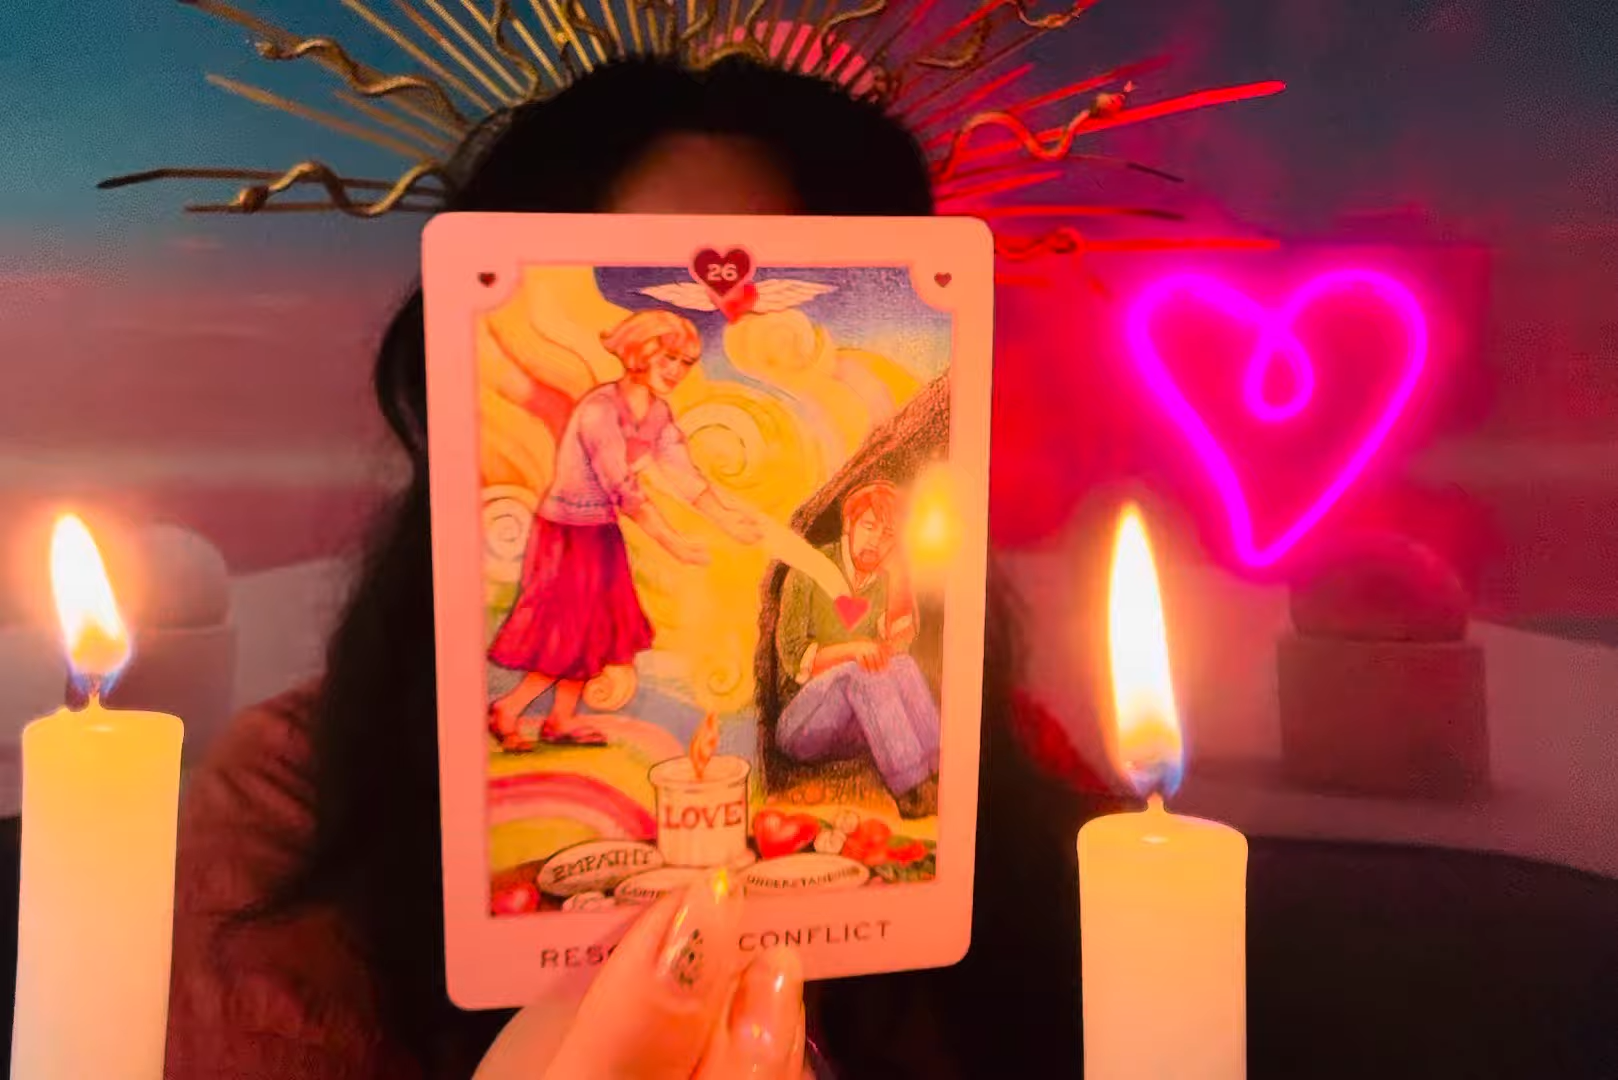 26
LOVE
EMPATHY
UNDERSTANDING
CONFLICT